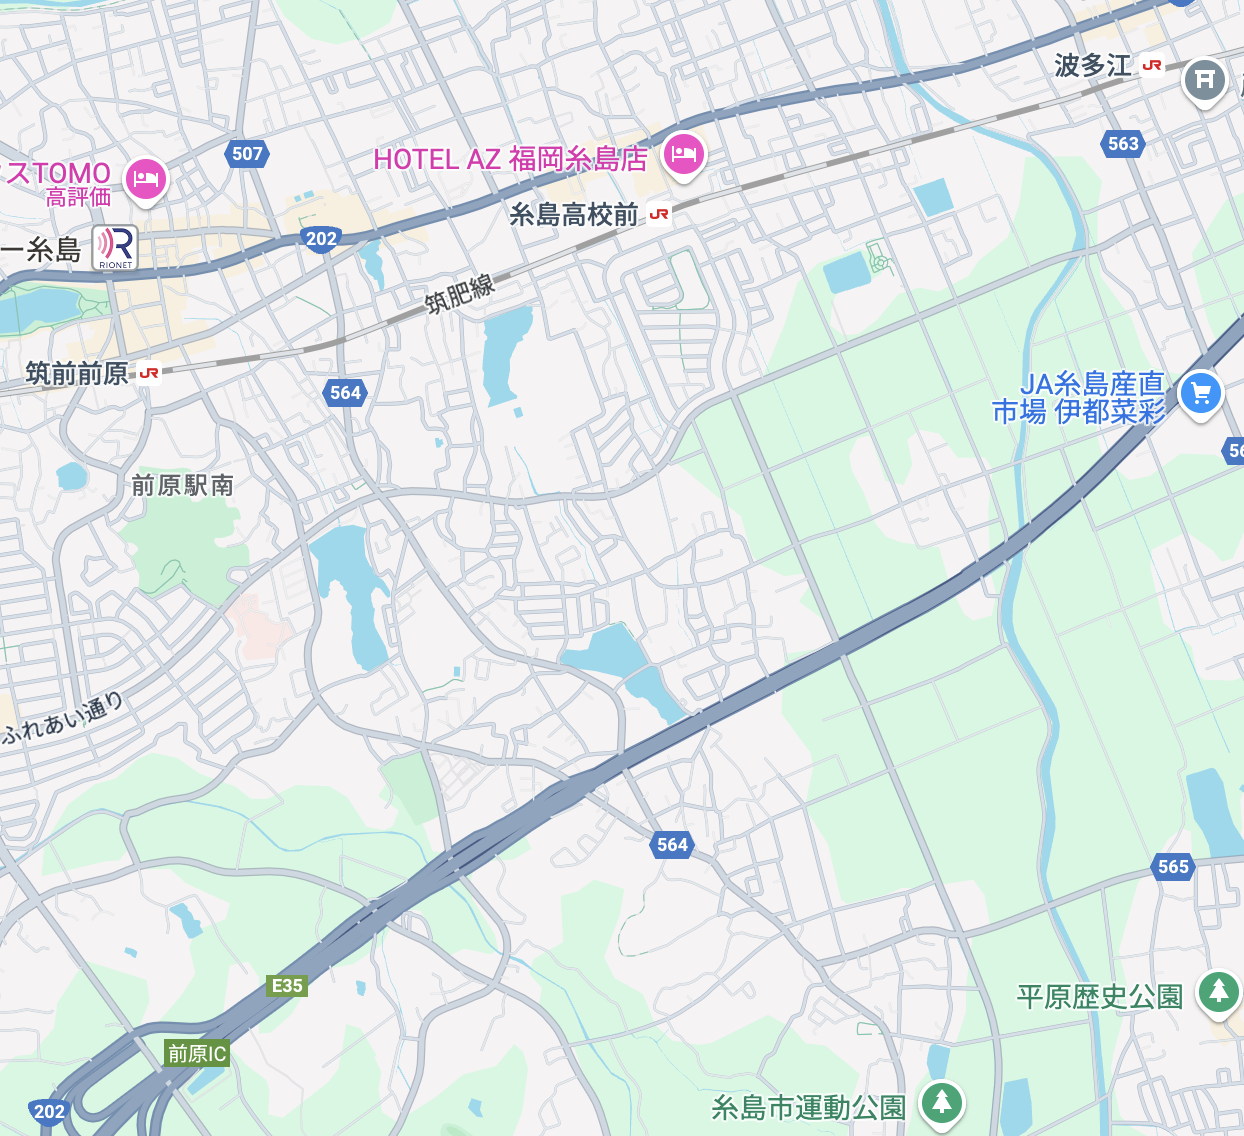 波多江
JR
563
507
HOTEL AZ 福岡糸島店
スTOMO
高評価
糸島高校前
JR
ー糸島
RIONET
202
筑肥線
筑前前原
JR
564
JA糸島産直
市場 伊都菜彩
前原駅南
ふれあい通り
564
565
E35
平原歴史公園
前原IC
202
糸島市運動公園